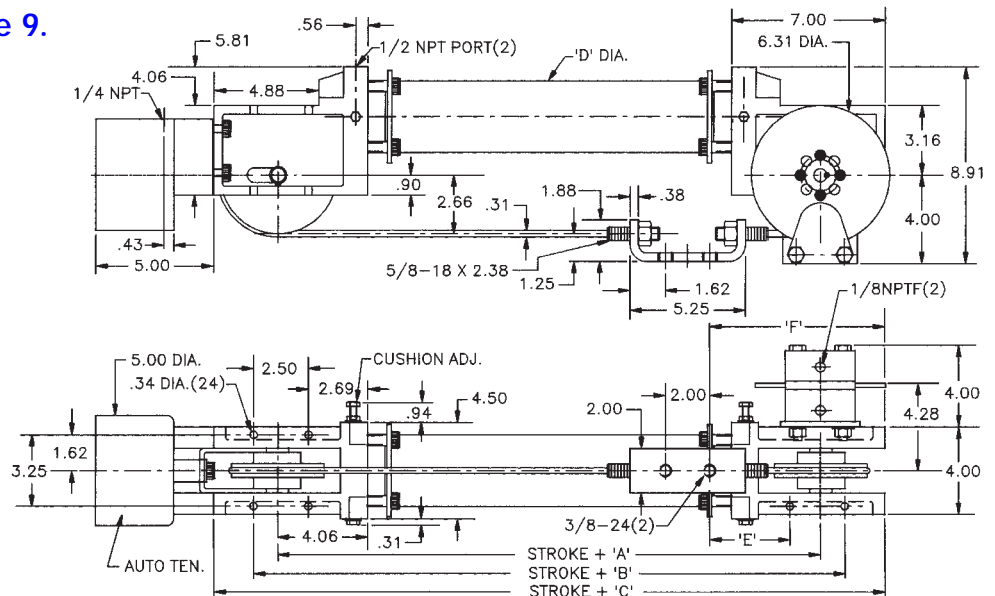 e 9.
.56
7.00
5.81
1/2 NPT PORT(2)
'D' DIA.
6.31 DIA.
4.06
1/4 NPT
4.88
3.16
8.91
.90
2.66
.31
1.88
.38
4.00
.43
5.00
5/8-18 X 2.38
1.25
1.62
5.25
1/8NPTF(2)
'F'
5.00 DIA.
.34 DIA.(24)
2.50
2.69
CUSHION ADJ.
.94
4.50
2.00
2.00
4.28
4.00
3.25
1.62
4.00
3/8-24(2)
4.06
.31
'E'
AUTO TEN.
STROKE + 'A'
STROKE + 'B'
STROKE + 'C'